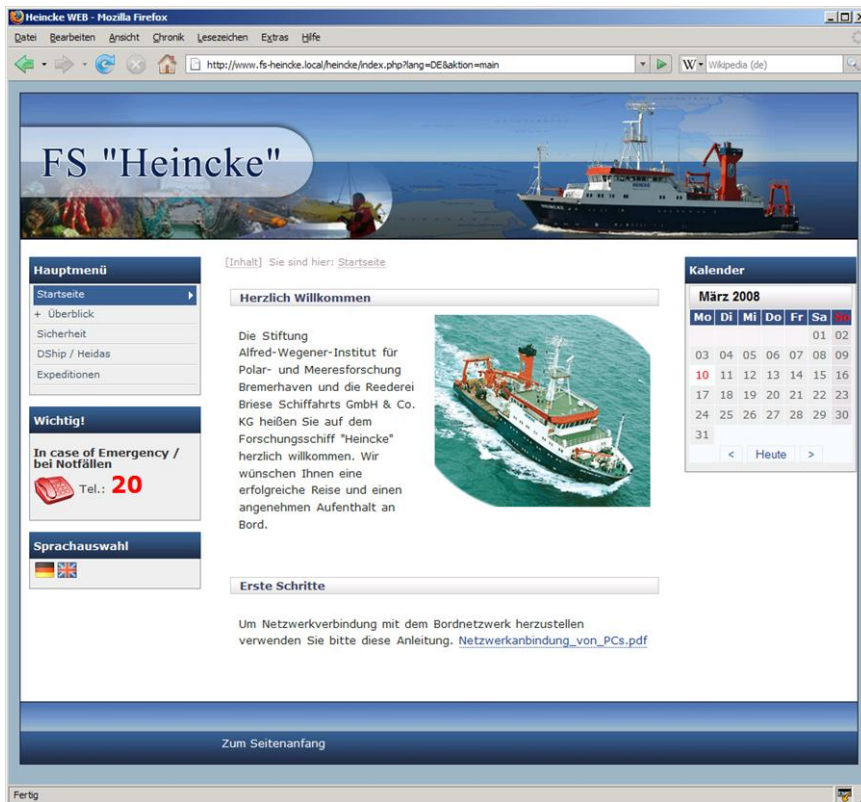 Heincke WEB - Mozilla Firefox
Datei Bearbeiten Ansicht Chronik Lesezeichen Extras Hilfe
http://www.fs-heincke.local/heincke/index.php?lang=DE&aktion=main
W Wikipedia (de)
FS "Heincke"
HEINCKE
Hauptmenü
Startseite
+ Überblick
Sicherheit
DShip / Heidas
Expeditionen
Wichtig!
In case of Emergency /
bei Notfällen
Tel.: 20
Sprachauswahl
[Inhalt] Sie sind hier: Startseite
Herzlich Willkommen
Die Stiftung
Alfred-Wegener-Institut für
Polar- und Meeresforschung
Bremerhaven und die Reederei
Briese Schiffahrts GmbH & Co.
KG heißen Sie auf dem
Forschungsschiff "Heincke"
herzlich willkommen. Wir
wünschen Ihnen eine
erfolgreiche Reise und einen
angenehmen Aufenthalt an
Bord.
Erste Schritte
Um Netzwerkverbindung mit dem Bordnetzwerk herzustellen
verwenden Sie bitte diese Anleitung. Netzwerkanbindung_von_PCs.pdf
Kalender
März 2008
Mo Di Mi Do Fr Sa So
01 02
03 04 05 06 07 08 09
10 11 12 13 14 15 16
17 18 19 20 21 22 23
24 25 26 27 28 29 30
31
< Heute >
Zum Seitenanfang
Fertig